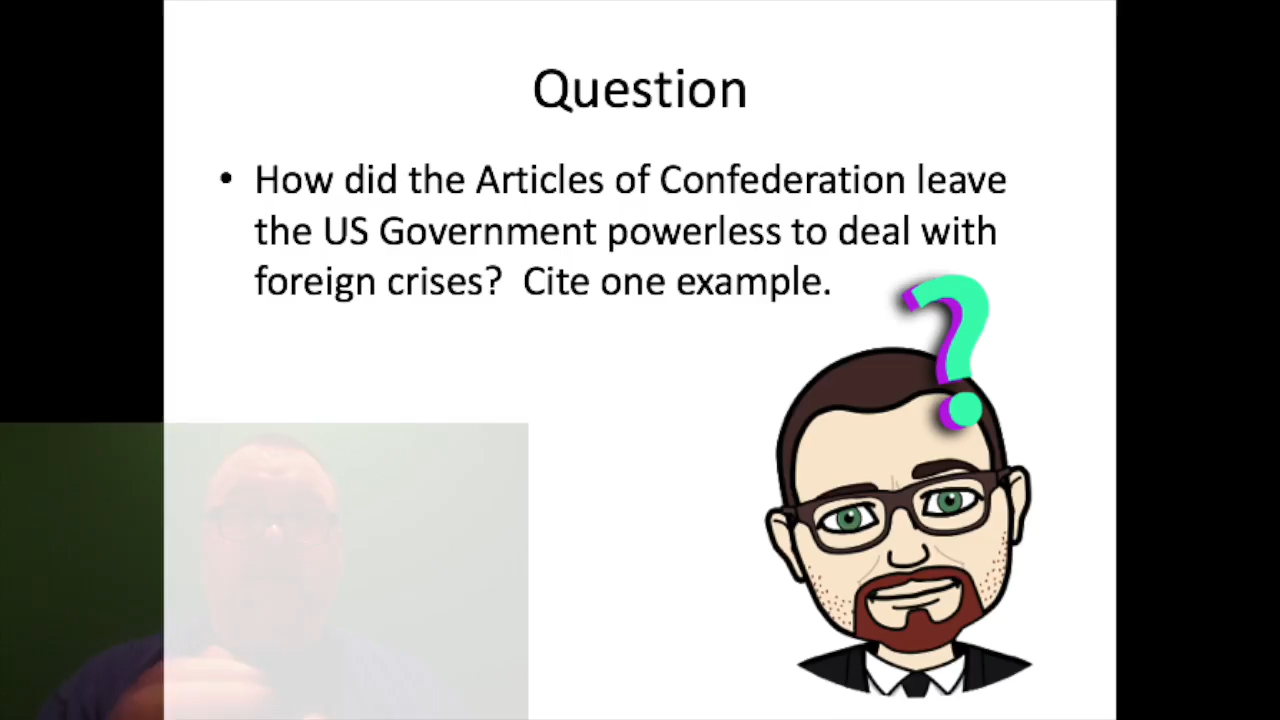 Question
• How did the Articles of Confederation leave
the US Government powerless to deal with
foreign crises?  Cite one example.
?